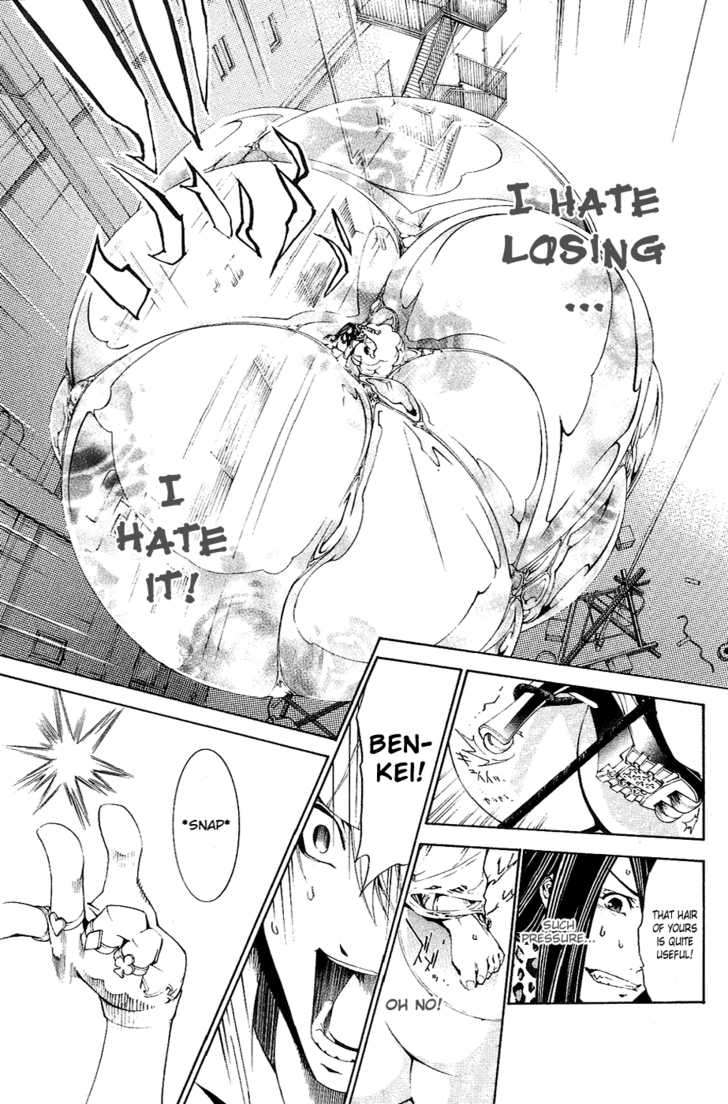 I HATE
LOSING
...
I
HATE
IT!
THAT HAIR
OF YOURS
IS QUITE
USEFUL!
SUCH
PRESSURE...
OH NO!
BEN-
KEI!
*SNAP*